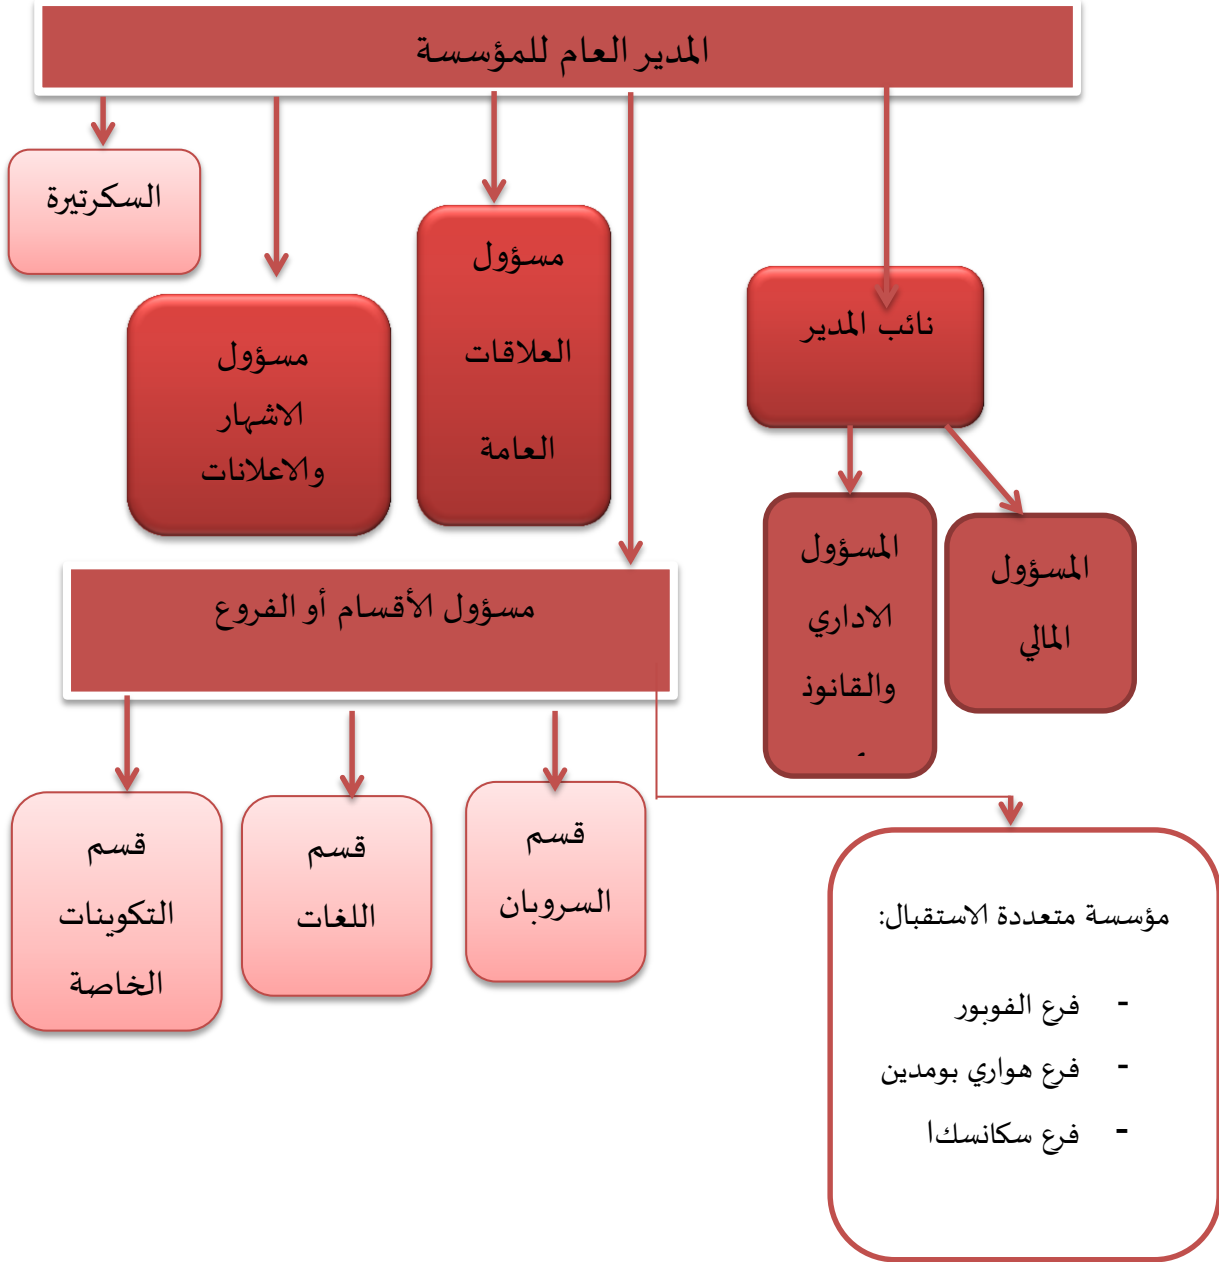 المدير العام للمؤسسة
السكرتيرة
مسؤول
العلاقات
العامة
نائب المدير
مسؤول
الاشهار
والاعلانات
المسؤول
الاداري
والقانوذ
المسؤول
المالي
مسؤول الأقسام أو الفروع
قسم
السروبان
قسم
اللغات
قسم
التكوينات
الخاصة
مؤسسة متعددة الاستقبال:
- فرع الفوبور
- فرع هواري بومدين
- فرع سكانسكا